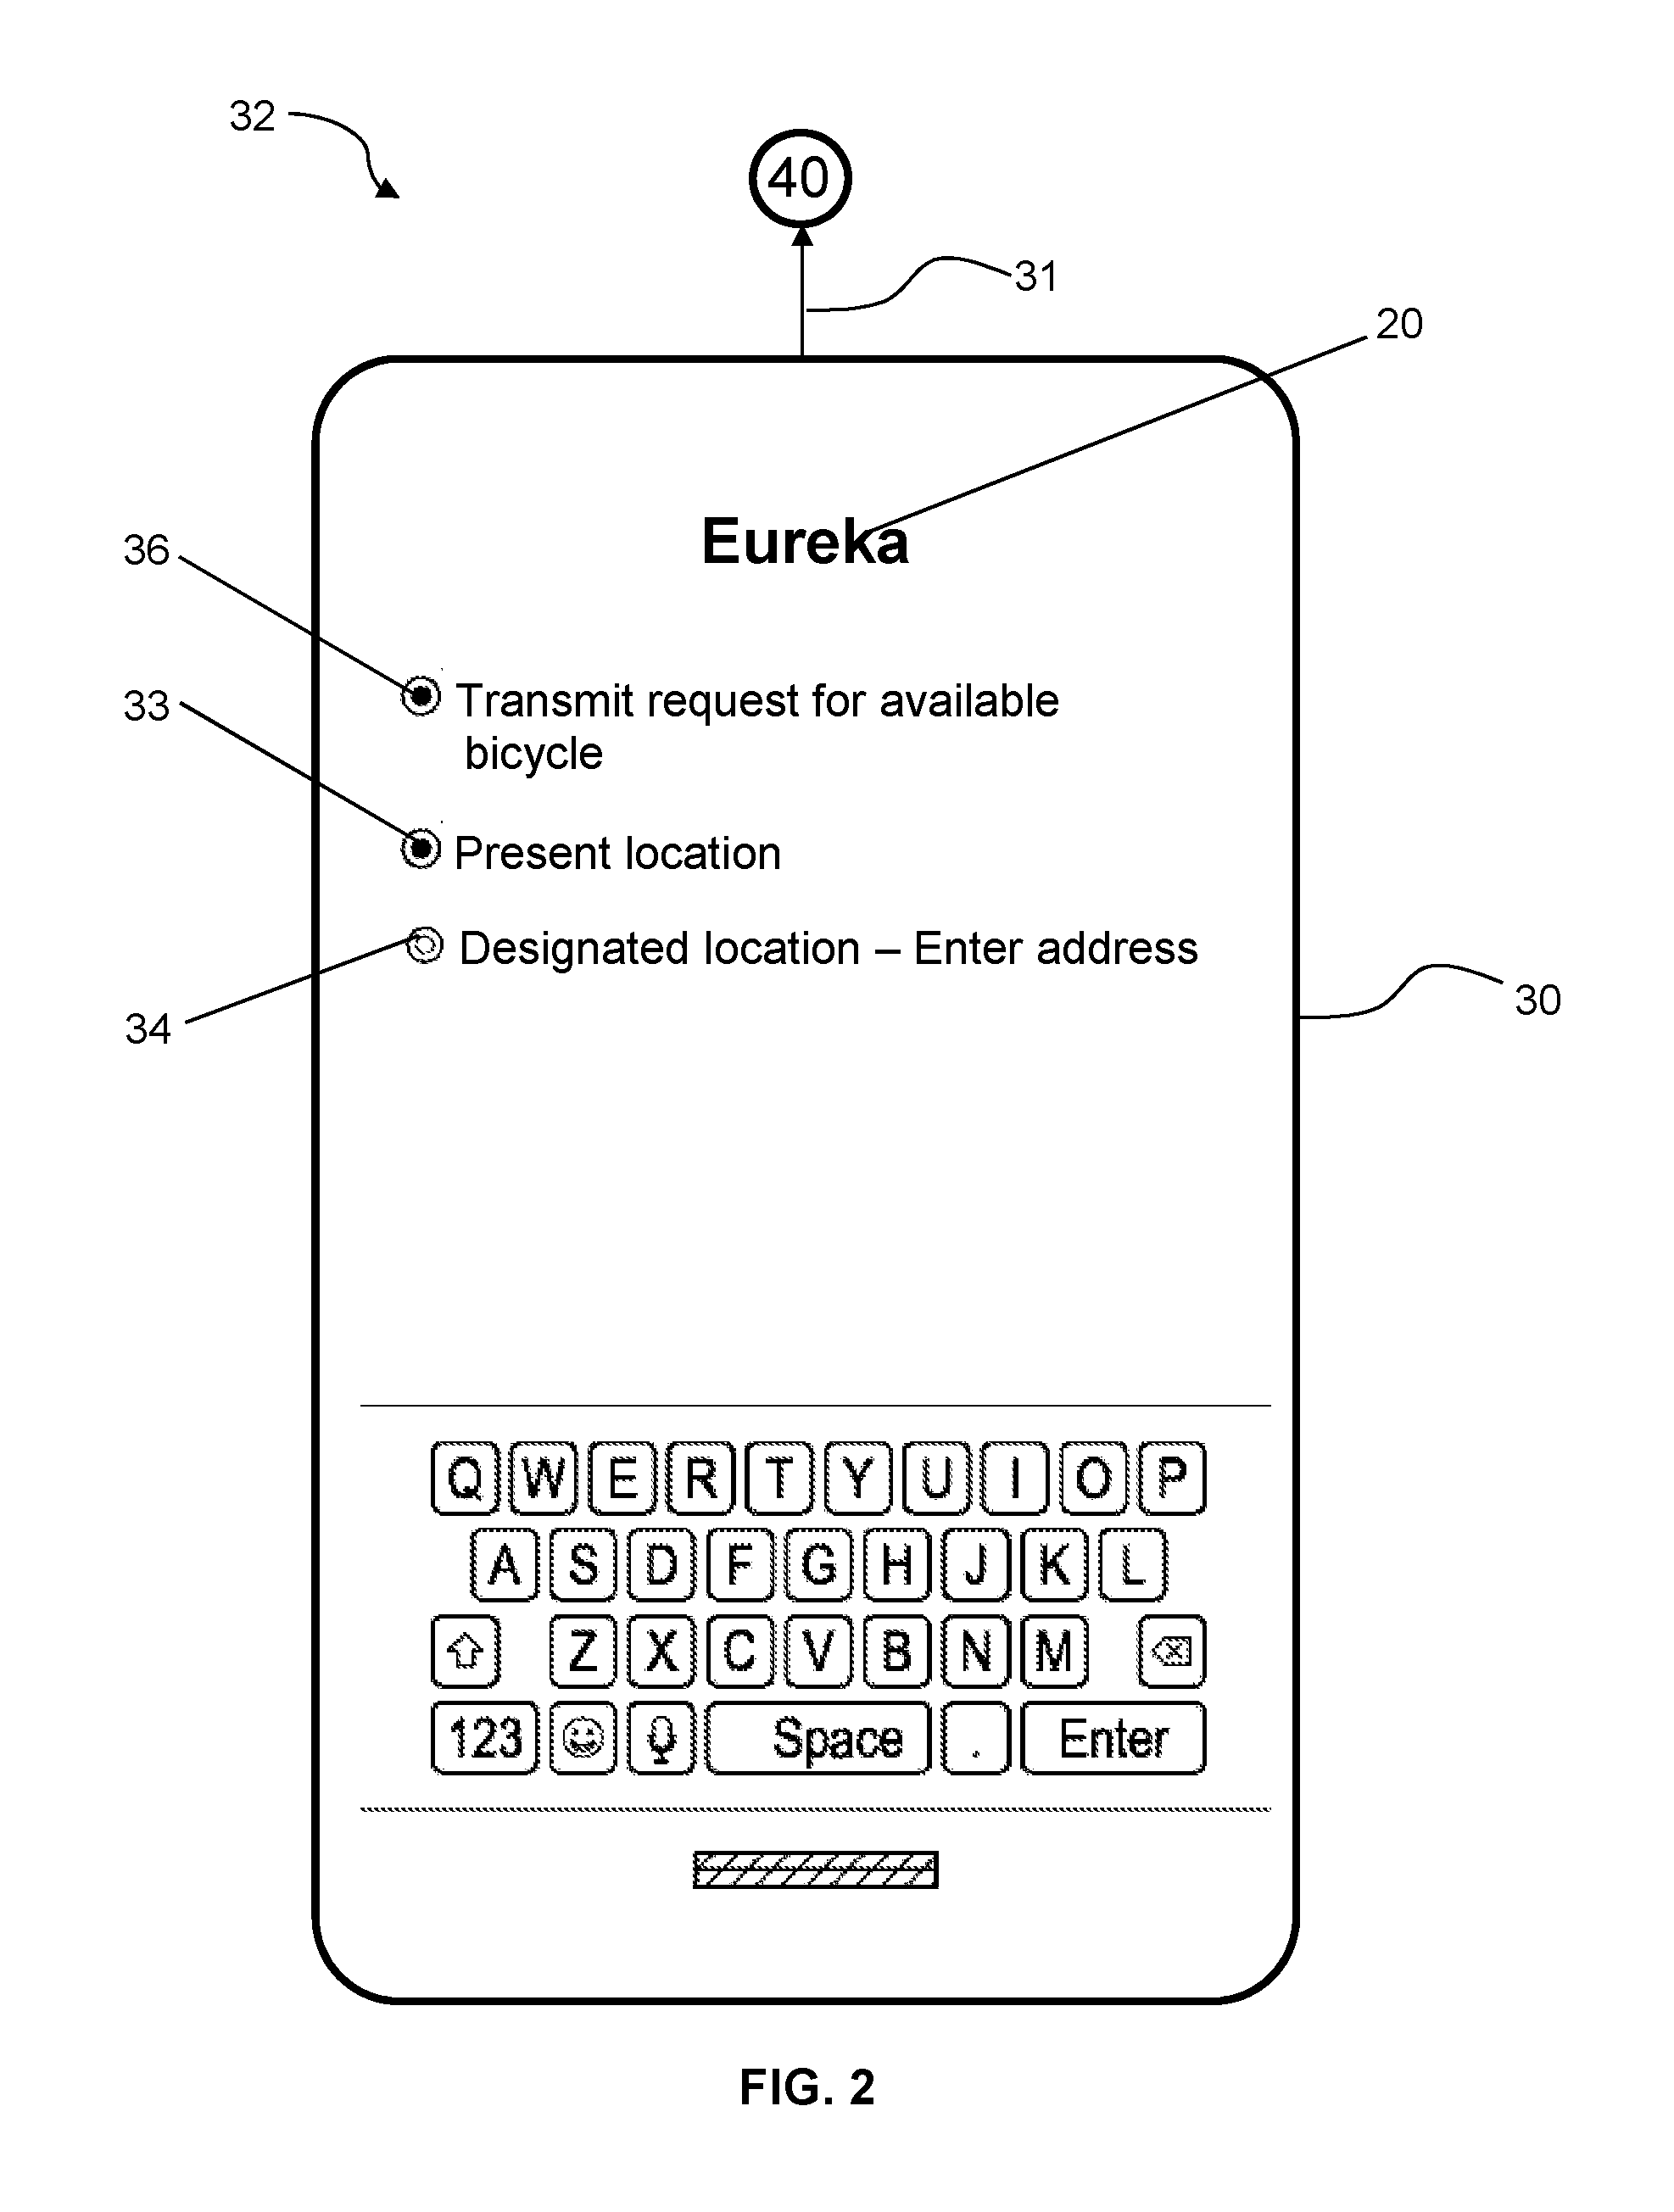 32
40
31
20
Eureka
36
Transmit request for available
bicycle
33
Present location
Designated location – Enter address
34
30
Q W E R T Y U I O P
A S D F G H J K L
Z X C V B N M
123 Space . Enter
FIG. 2